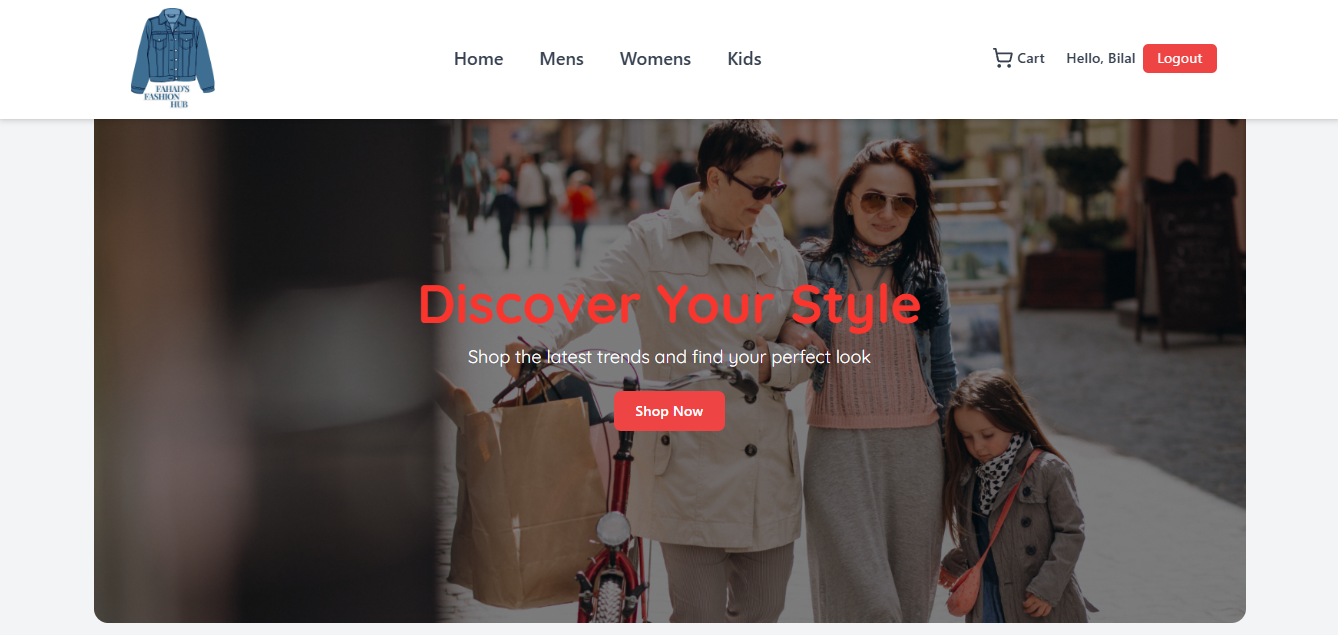 FAHAD'S
FASHION
HUB
Home Mens Womens Kids
Cart Hello, Bilal Logout
Discover Your Style
Shop the latest trends and find your perfect look
Shop Now